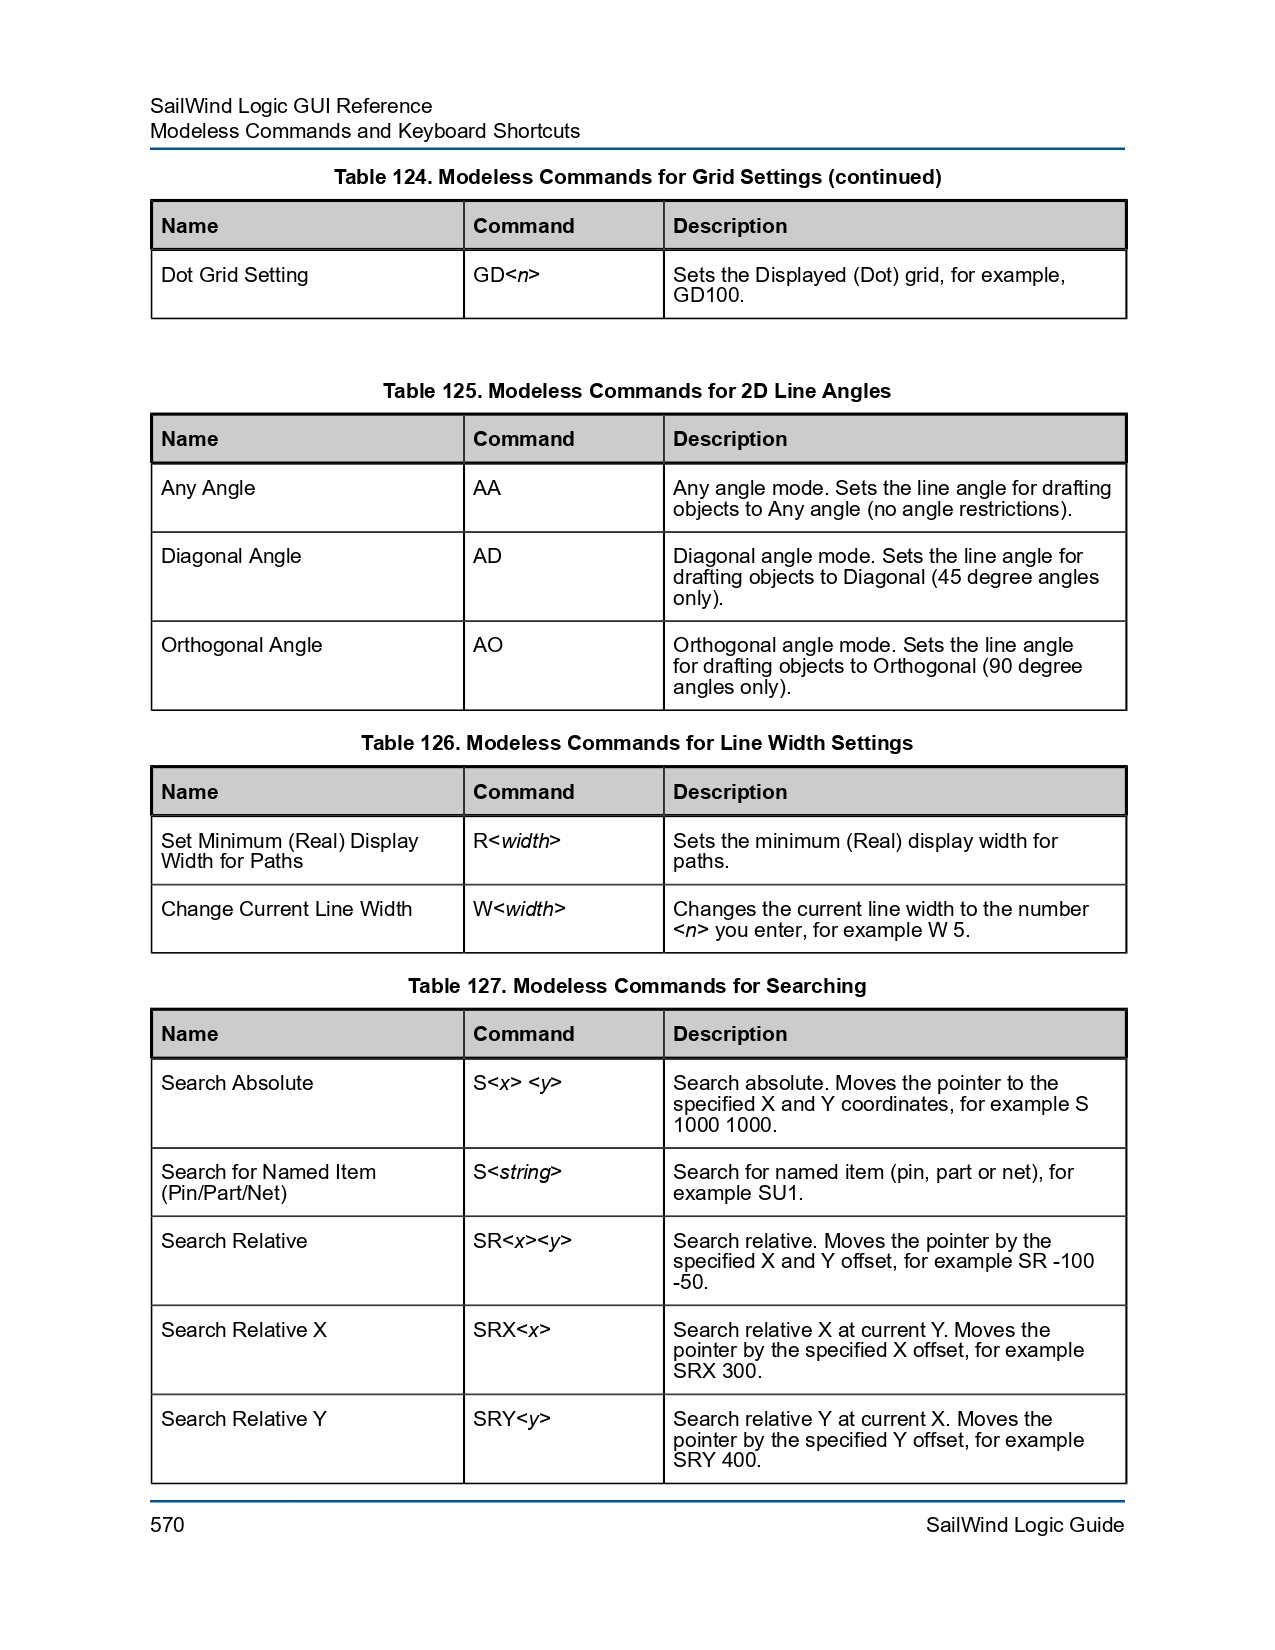 SailWind Logic GUI Reference
Modeless Commands and Keyboard Shortcuts
Table 124. Modeless Commands for Grid Settings (continued)
Name Command Description
Dot Grid Setting GD<n> Sets the Displayed (Dot) grid, for example,
GD100.
Table 125. Modeless Commands for 2D Line Angles
Name Command Description
Any Angle AA Any angle mode. Sets the line angle for drafting
objects to Any angle (no angle restrictions).
Diagonal Angle AD Diagonal angle mode. Sets the line angle for
drafting objects to Diagonal (45 degree angles
only).
Orthogonal Angle AO Orthogonal angle mode. Sets the line angle
for drafting objects to Orthogonal (90 degree
angles only).
Table 126. Modeless Commands for Line Width Settings
Name Command Description
Set Minimum (Real) Display R<width> Sets the minimum (Real) display width for
Width for Paths paths.
Change Current Line Width W<width> Changes the current line width to the number
<n> you enter, for example W 5.
Table 127. Modeless Commands for Searching
Name Command Description
Search Absolute S<x> <y> Search absolute. Moves the pointer to the
specified X and Y coordinates, for example S
1000 1000.
Search for Named Item S<string> Search for named item (pin, part or net), for
(Pin/Part/Net) example SU1.
Search Relative SR<x><y> Search relative. Moves the pointer by the
specified X and Y offset, for example SR -100
-50.
Search Relative X SRX<x> Search relative X at current Y. Moves the
pointer by the specified X offset, for example
SRX 300.
Search Relative Y SRY<y> Search relative Y at current X. Moves the
pointer by the specified Y offset, for example
SRY 400.
570 SailWind Logic Guide